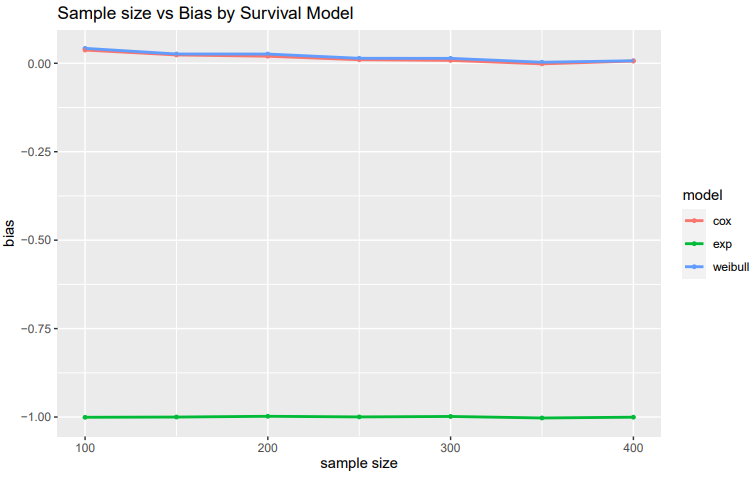 Sample size vs Bias by Survival Model
0.00
−0.25
−0.50
−0.75
−1.00
bias
100
200
300
400
sample size
model
cox
exp
weibull